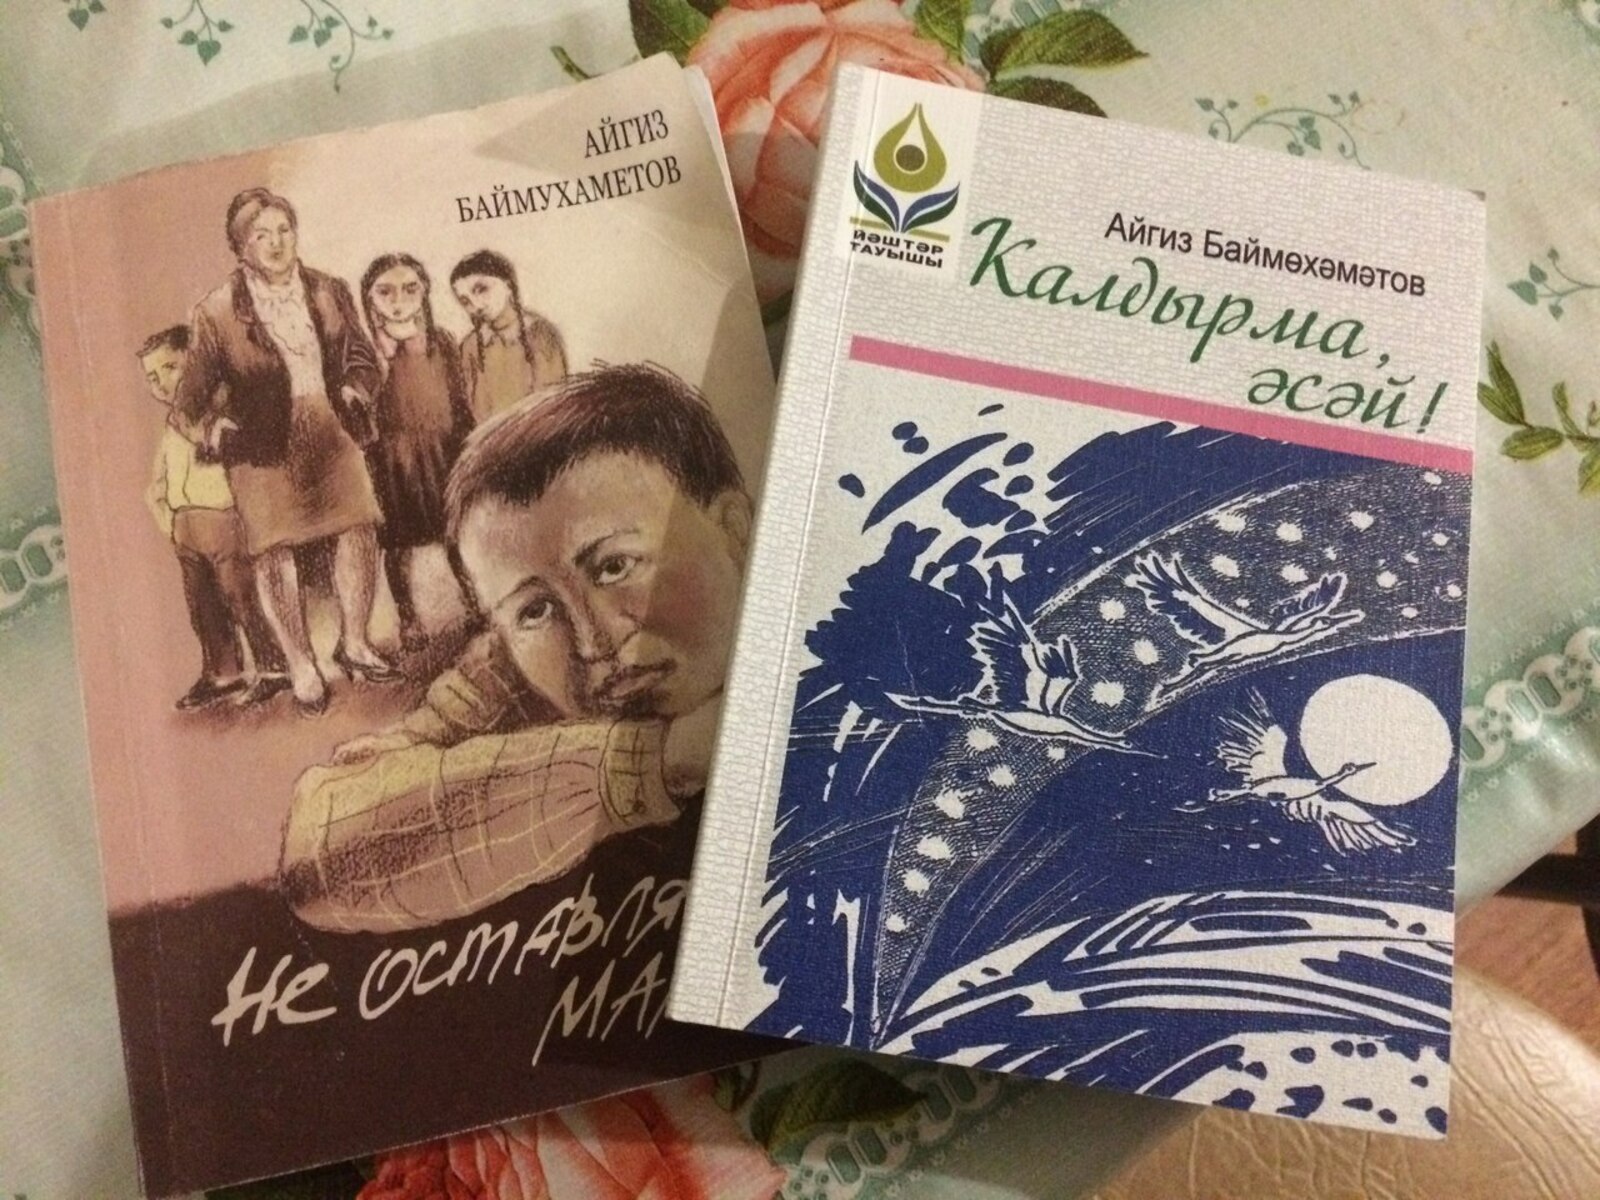 АЙГИЗ
БАЙМУХАМЕТОВ
Не оставля
МА
ЙӘШТӘР
ТАУЫШЫ
Айгиз Баймөхәмәтов
Калдырма,
әсәй!